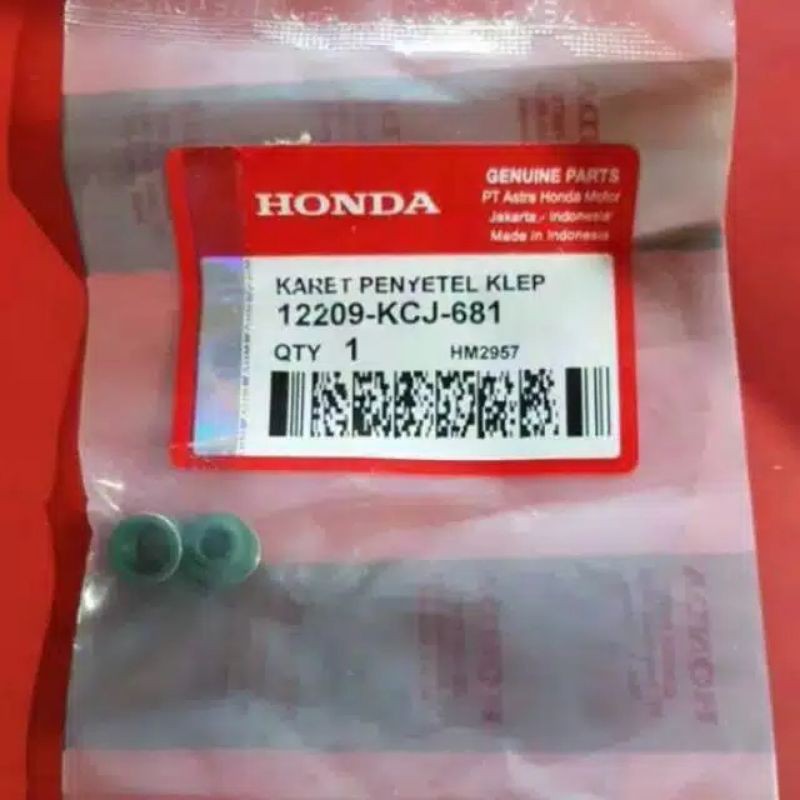 HONDA
GENUINE PARTS
PT Astra Honda Motor
Jakarta - Indonesia
Made in Indonesia
KARET PENYETEL KLEP
12209-KCJ-681
QTY 1 HM2957
HONDA